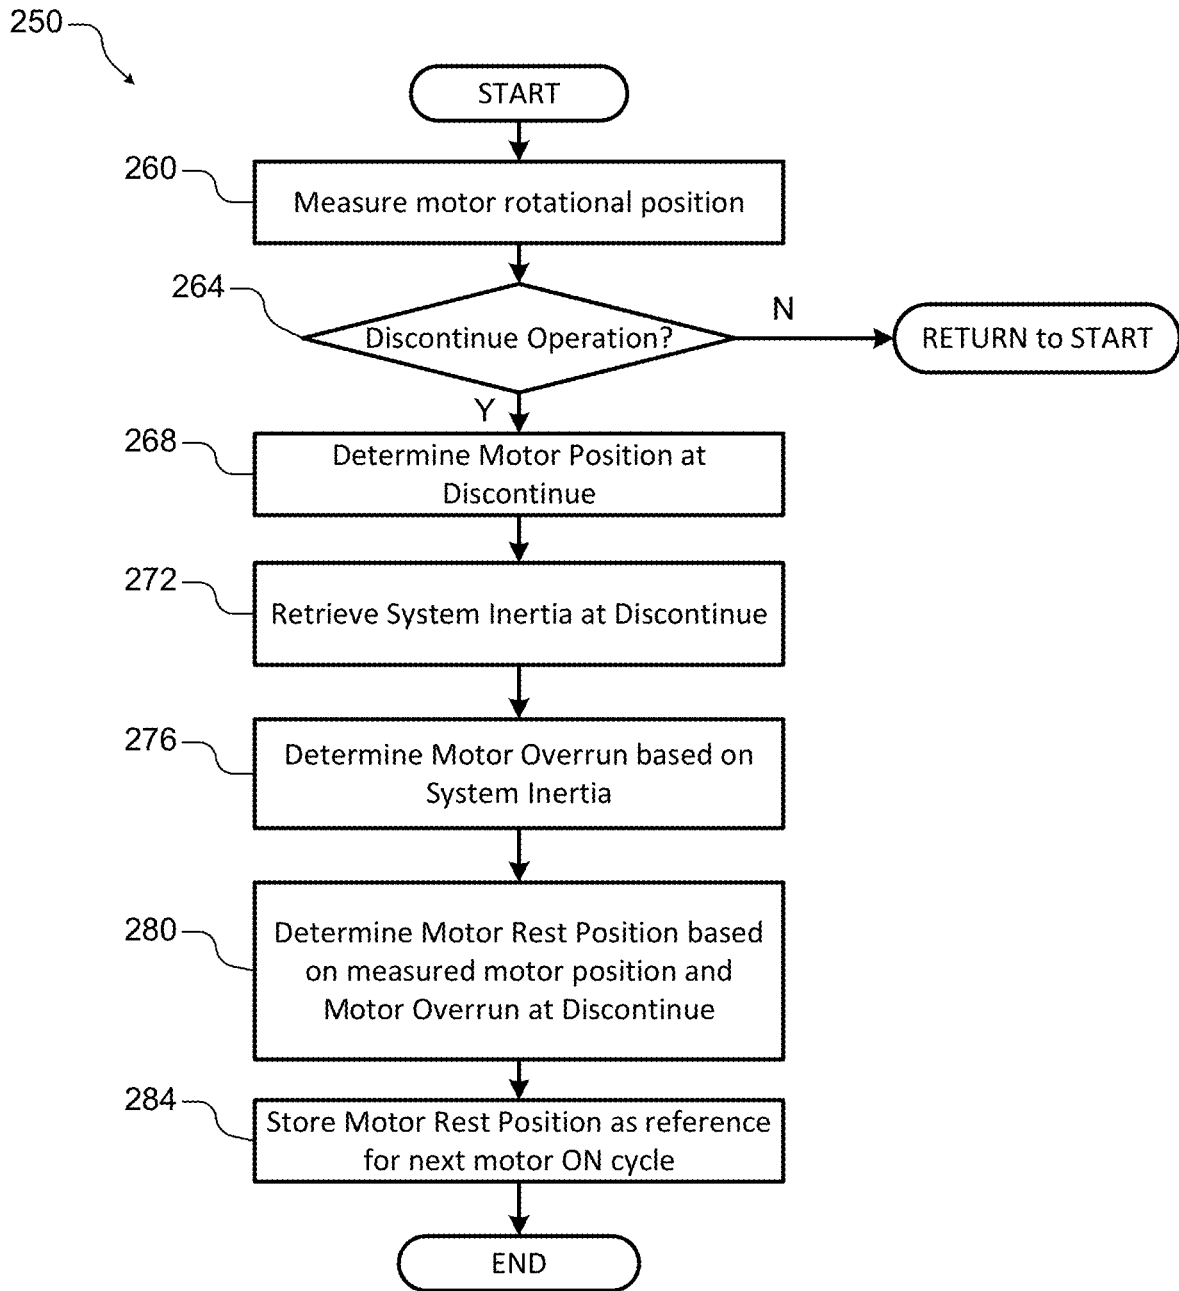 250
START
260
Measure motor rotational position
264
Discontinue Operation?
N
RETURN to START
Y
268
Determine Motor Position at
Discontinue
272
Retrieve System Inertia at Discontinue
276
Determine Motor Overrun based on
System Inertia
280
Determine Motor Rest Position based
on measured motor position and
Motor Overrun at Discontinue
284
Store Motor Rest Position as reference
for next motor ON cycle
END